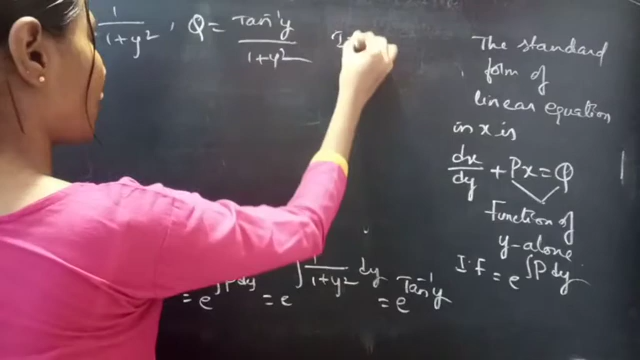 1/(1+y²), Q = Tan⁻¹y/(1+y²) I
= e^∫Pdy = e^∫1/(1+y²) dy = e^Tan⁻¹y
The standard
form of
linear equation
in x is
dx/dy + Px = Q
Function of
y-alone
I.F = e^∫P dy